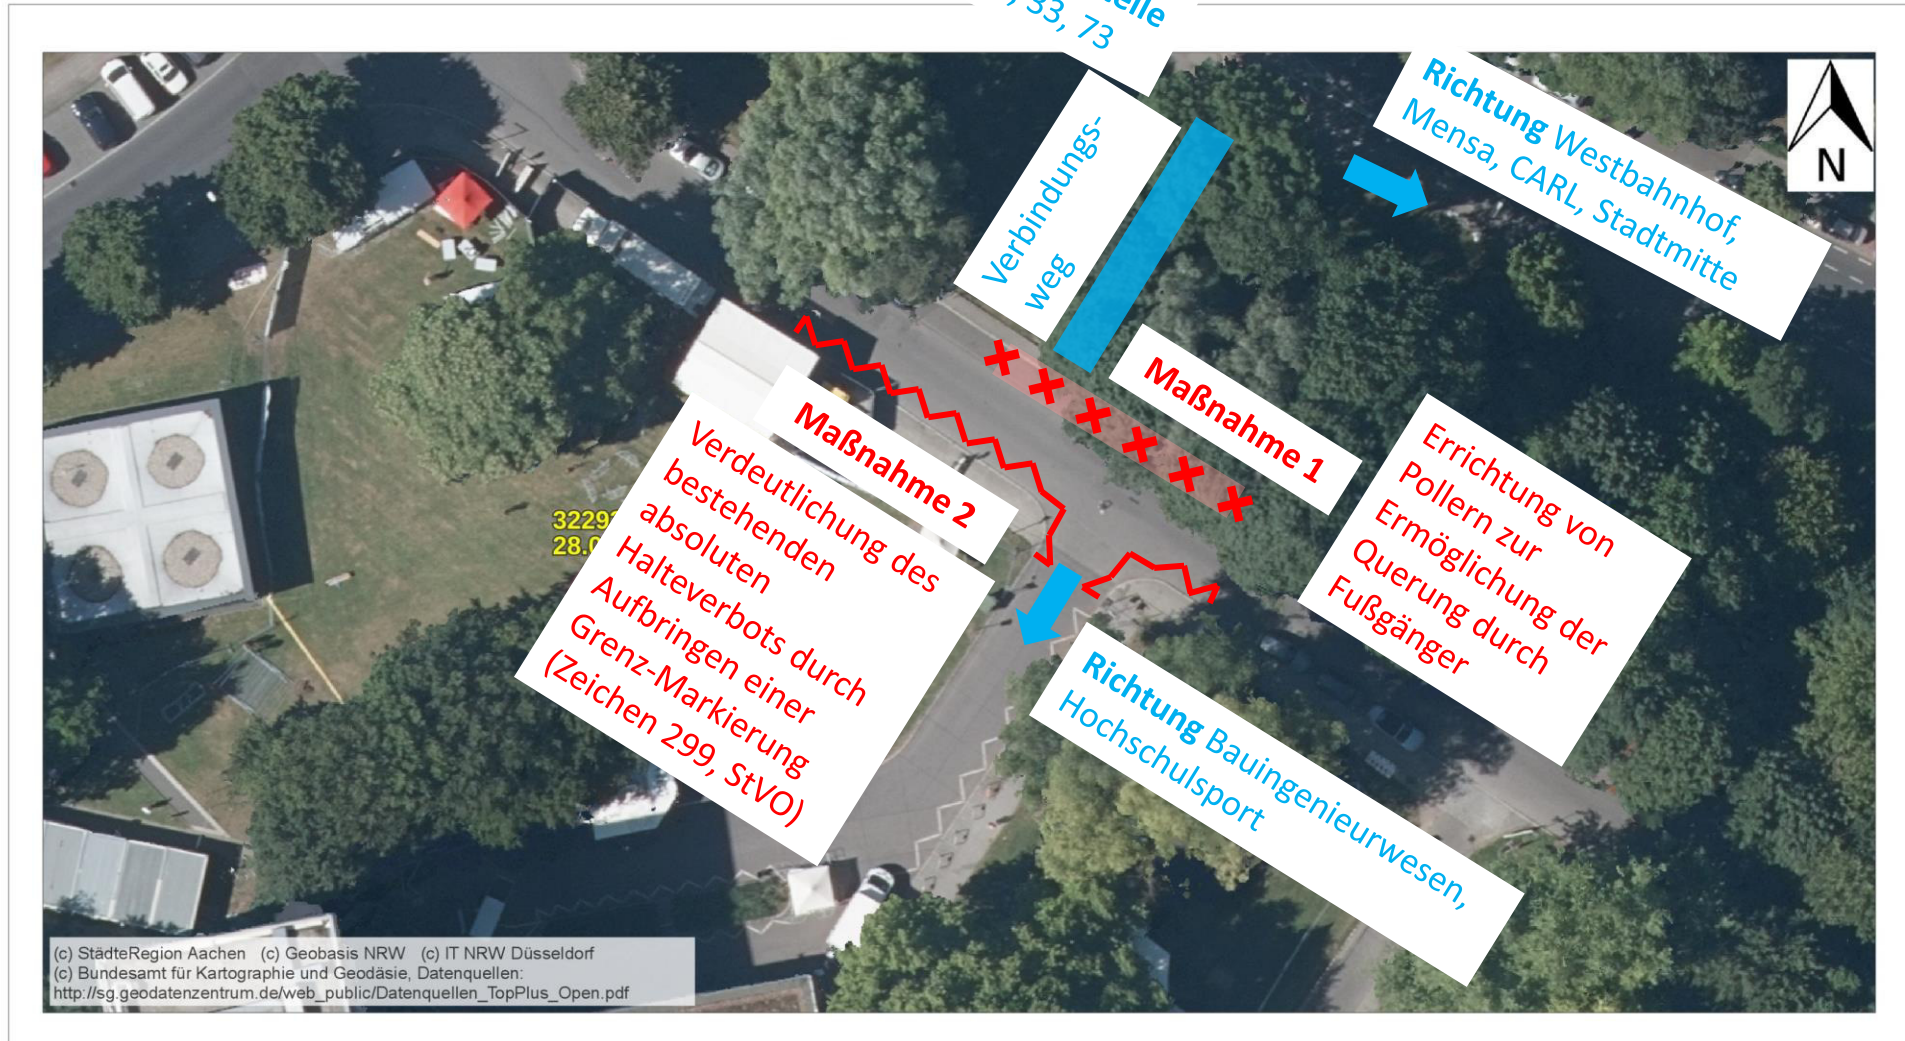 33, 73
Verbindungs-
weg
Richtung Westbahnhof,
Mensa, CARL, Stadtmitte
N
Maßnahme 1
Errichtung von
Pollern zur
Ermöglichung der
Querung durch
Fußgänger
Maßnahme 2
Verdeutlichung des
bestehenden
absoluten
Halteverbots durch
Aufbringen einer
Grenz-Markierung
(Zeichen 299, StVO)
Richtung Bauingenieurwesen,
Hochschulsport
(c) StädteRegion Aachen (c) Geobasis NRW (c) IT NRW Düsseldorf
(c) Bundesamt für Kartographie und Geodäsie, Datenquellen:
http://sg.geodatenzentrum.de/web_public/Datenquellen_TopPlus_Open.pdf